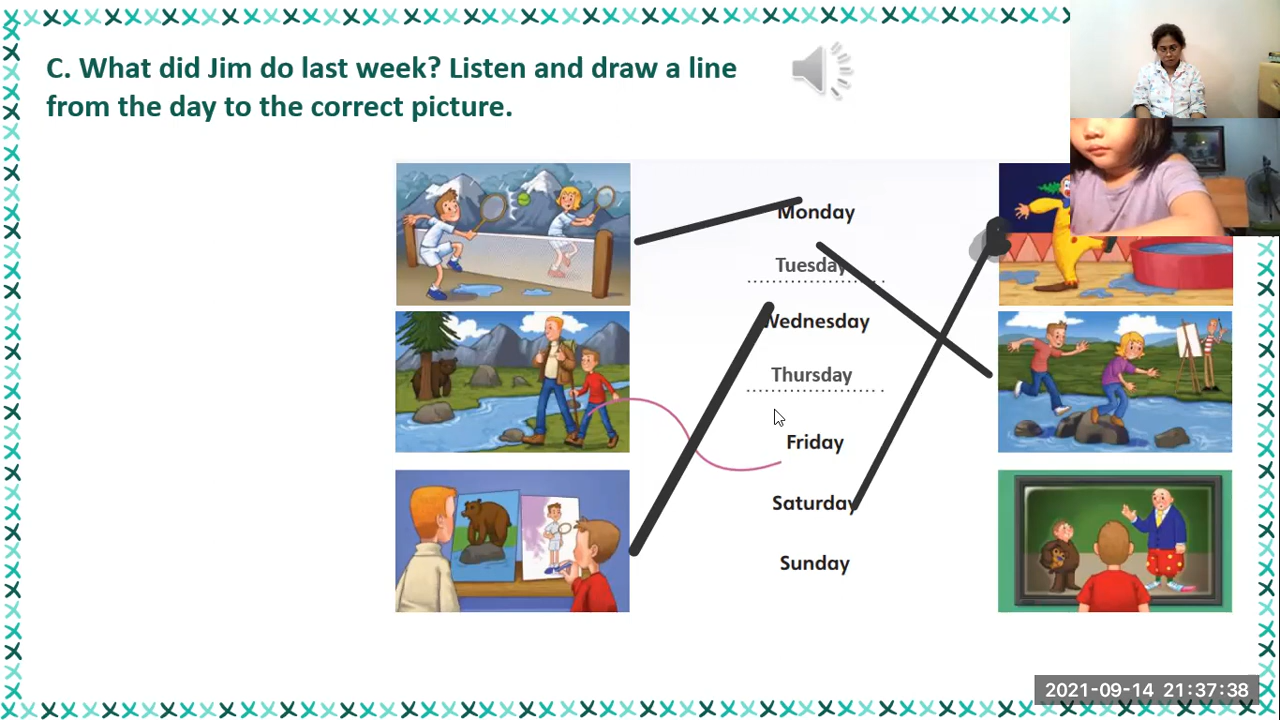 C. What did Jim do last week? Listen and draw a line
from the day to the correct picture.
Monday
Tuesday
Wednesday
Thursday
Friday
Saturday
Sunday
2021-09-14 21:37:38